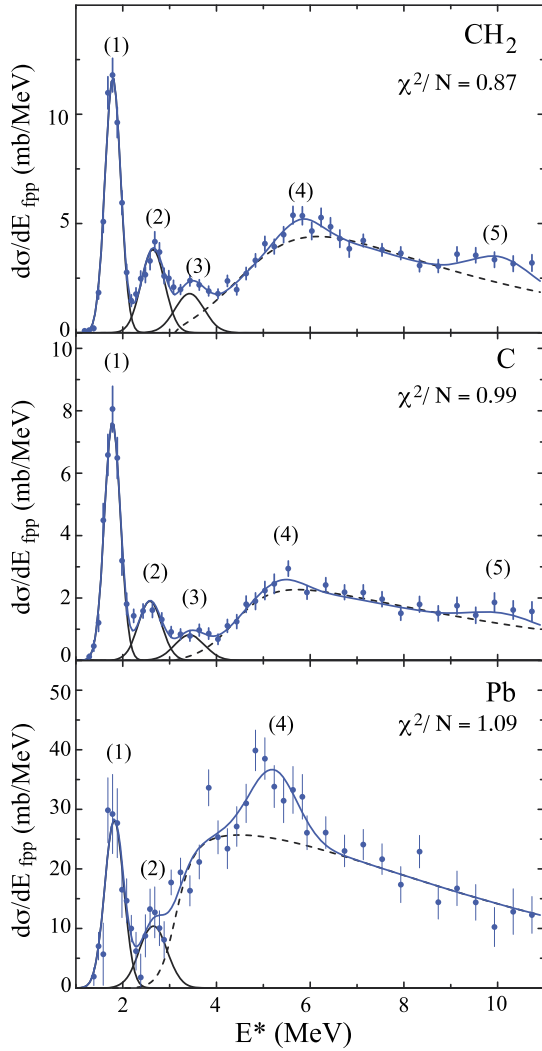 (1)
CH₂
χ²/ N = 0.87
10
5
0
dσ/dE fpp (mb/MeV)
(2)
(3)
(4)
(5)
(1)
C
χ²/ N = 0.99
10
8
6
4
2
0
dσ/dE fpp (mb/MeV)
(2)
(3)
(4)
(5)
Pb
χ²/ N = 1.09
(1)
(2)
(4)
50
40
30
20
10
0
dσ/dE fpp (mb/MeV)
2 4 6 8 10
E* (MeV)